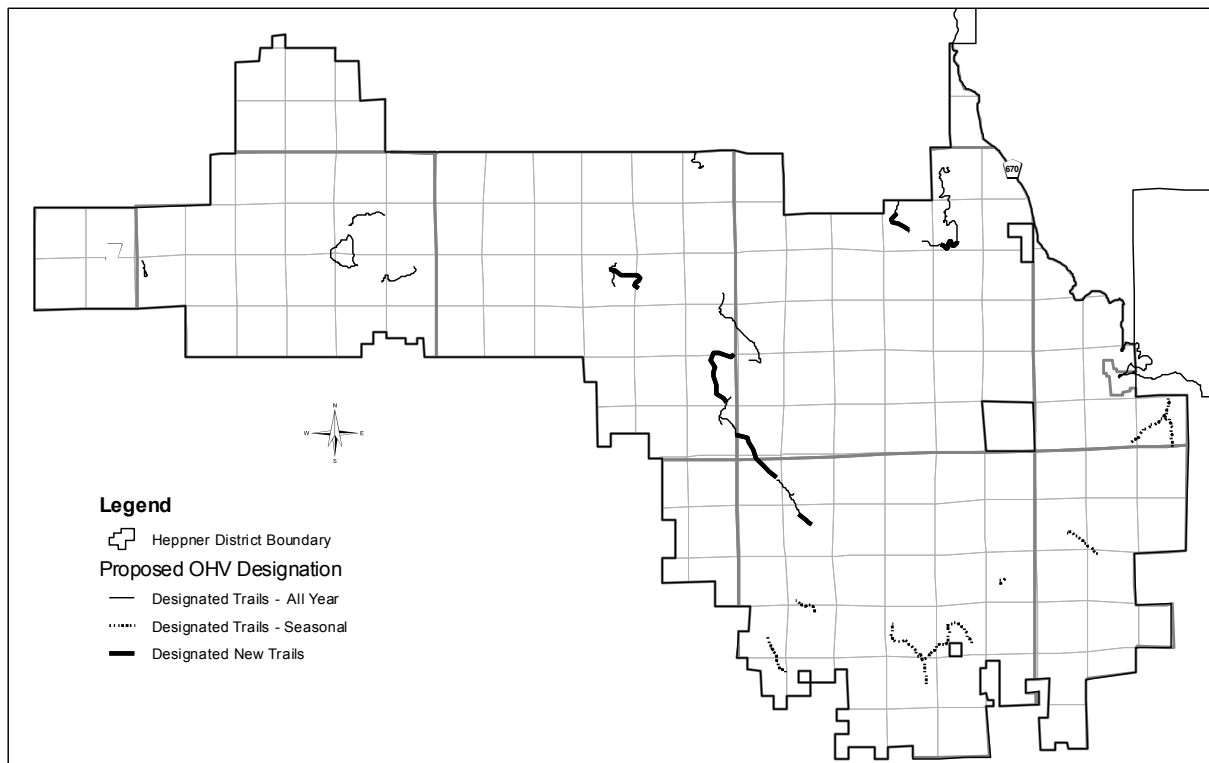 670
N
W E
S
Legend
Heppner District Boundary
Proposed OHV Designation
Designated Trails - All Year
Designated Trails - Seasonal
Designated New Trails